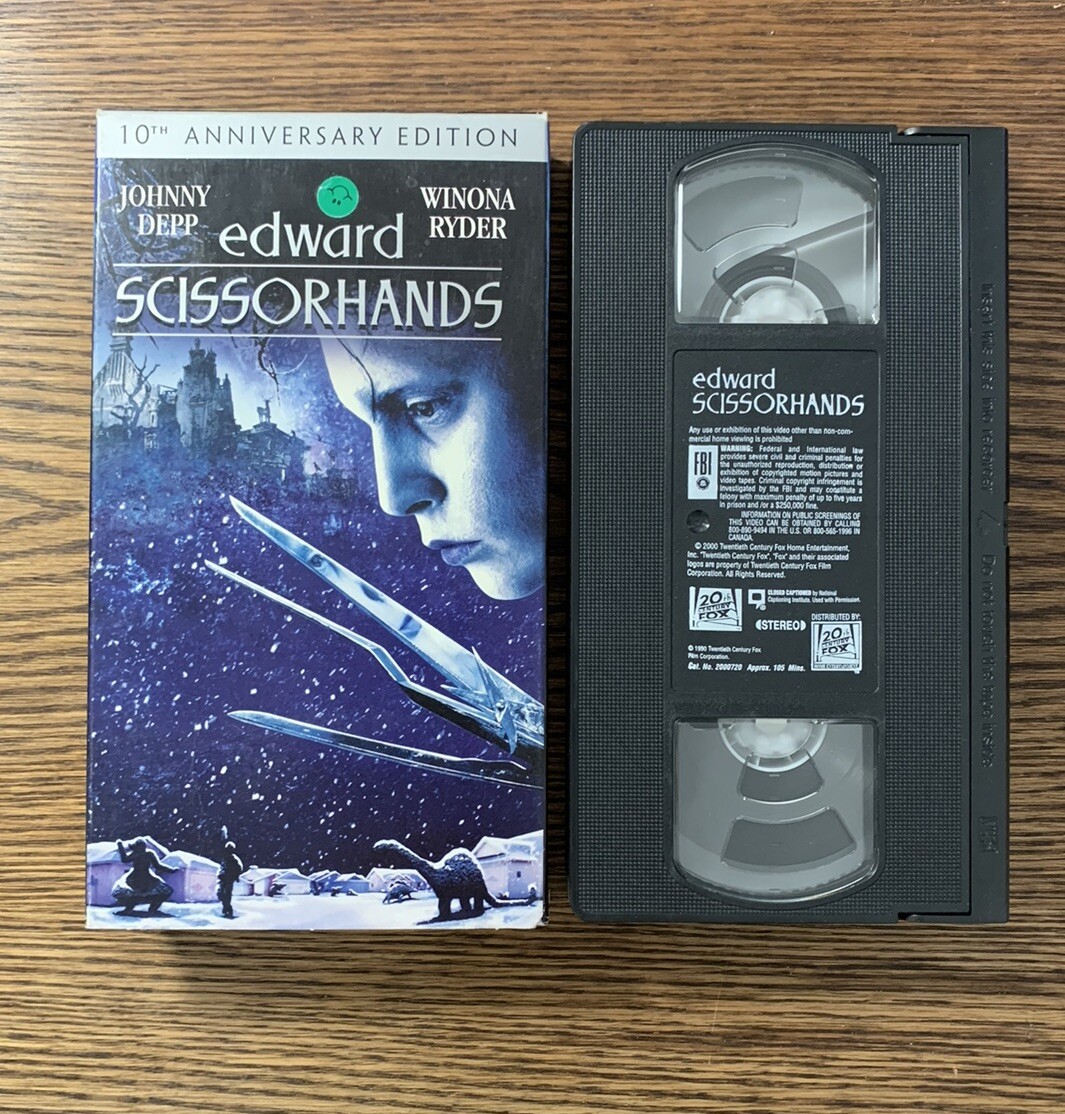 10TH ANNIVERSARY EDITION
JOHNNY
DEPP
WINONA
RYDER
edward
SCISSORHANDS
edward
SCISSORHANDS
Any use or exhibition of this video other than non-com-
mercial home viewing is prohibited
FBI
WARNING: Federal and International law
provides severe civil and criminal penalties for
the unauthorized reproduction, distribution or
exhibition of copyrighted motion pictures and
video tapes. Criminal copyright infringement is
investigated by the FBI and may constitute a
felony with maximum penalty of up to five years
in prison and /or a $250,000 fine.
INFORMATION ON PUBLIC SCREENINGS OF
THIS VIDEO CAN BE OBTAINED BY CALLING
800-890-9494 IN THE U.S. OR 800-565-1996 IN
CANADA.
© 2000 Twentieth Century Fox Home Entertainment,
Inc. "Twentieth Century Fox", "Fox" and their associated
logos are property of Twentieth Century Fox Film
Corporation. All Rights Reserved.
20th
CENTURY
FOX
CLOSED CAPTIONED by National
Captioning Institute. Used with Permission.
STEREO
DISTRIBUTED BY:
20th
CENTURY
FOX
© 1990 Twentieth Century Fox
Film Corporation.
Cat. No. 2000720 Approx. 105 Mins.
Insert this side into recorder
Do not touch the tape inside